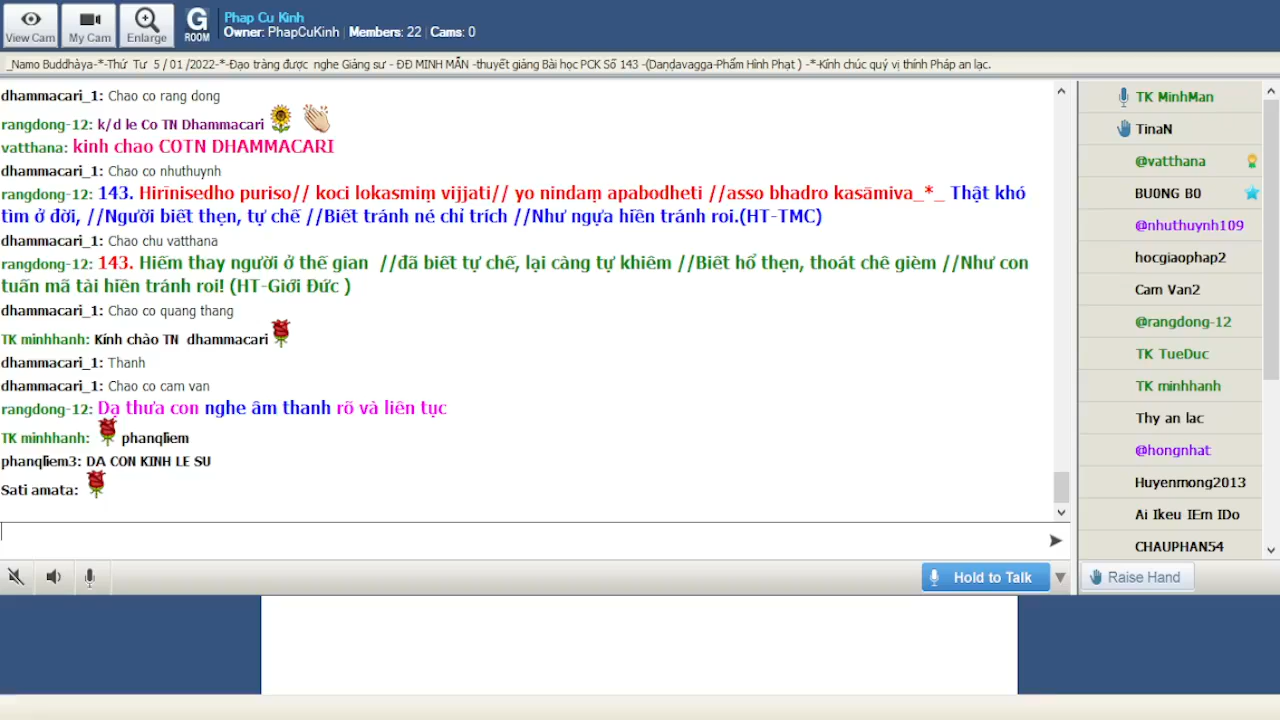 View Cam
My Cam
Enlarge
G
ROOM
Phap Cu Kinh
Owner: PhapCuKinh | Members: 22 | Cams: 0
_Namo Buddhàya-*-Thứ Tư 5 / 01 /2022-*-Đạo tràng được nghe Giảng sư - ĐĐ MINH MẪN -thuyết giảng Bài học PCK Số 143 -(Daṇḍavagga-Phẩm Hình Phạt ) -*-Kính chúc quý vị thính Pháp an lạc.
dhammacari_1: Chao co rang dong
rangdong-12: k/d le Co TN Dhammacari
vatthana: kinh chao COTN DHAMMACARI
dhammacari_1: Chao co nhuthuynh
rangdong-12: 143. Hirīnisedho puriso// koci lokasmiṃ vijjati// yo nindaṃ apabodheti //asso bhadro kasāmiva_*_ Thật khó
tìm ở đời, //Người biết thẹn, tự chế //Biết tránh né chỉ trích //Như ngựa hiền tránh roi.(HT-TMC)
dhammacari_1: Chao chu vatthana
rangdong-12: 143. Hiếm thay người ở thế gian //đã biết tự chế, lại càng tự khiêm //Biết hổ thẹn, thoát chê gièm //Như con
tuấn mã tài hiền tránh roi! (HT-Giới Đức )
dhammacari_1: Chao co quang thang
TK minhhanh: Kính chào TN dhammacari
dhammacari_1: Thanh
dhammacari_1: Chao co cam van
rangdong-12: Dạ thưa con nghe âm thanh rõ và liên tục
TK minhhanh: phanqliem
phanqliem3: DA CON KINH LE SU
Sati amata:
TK MinhMan
TinaN
@vatthana
BU0NG B0
@nhuthuynh109
hocgiaophap2
Cam Van2
@rangdong-12
TK TueDuc
TK minhhanh
Thy an lac
@hongnhat
Huyenmong2013
Ai Ikeu IEm IDo
CHAUPHAN54
Hold to Talk
Raise Hand